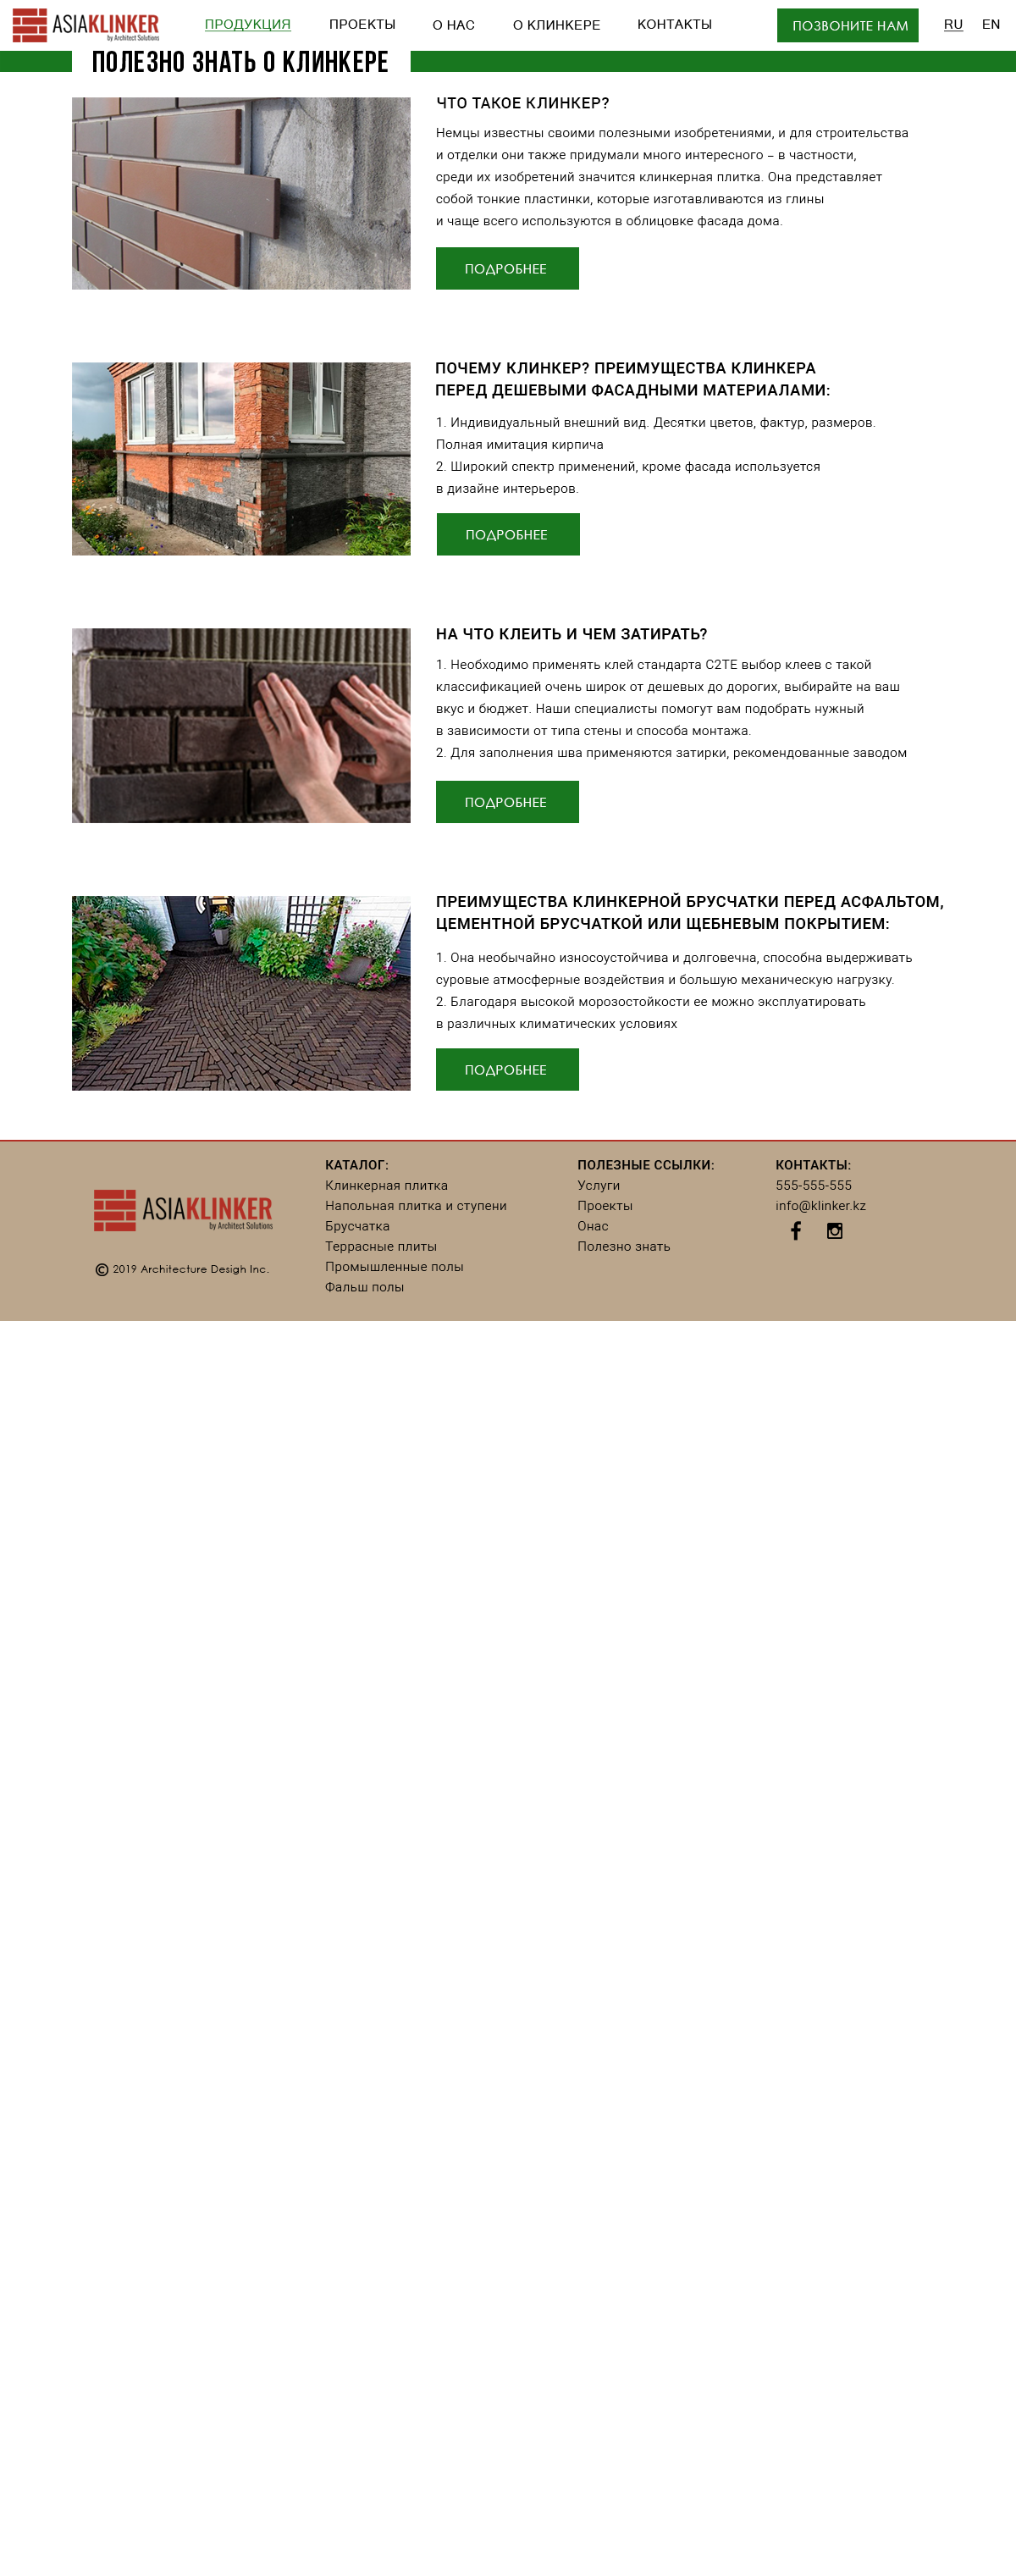 ASIAKLINKER
by Architect Solutions
ПРОДУКЦИЯ
ПРОЕКТЫ
О НАС
О КЛИНКЕРЕ
КОНТАКТЫ
ПОЗВОНИТЕ НАМ
RU
EN
ПОЛЕЗНО ЗНАТЬ О КЛИНКЕРЕ
ЧТО ТАКОЕ КЛИНКЕР?
Немцы известны своими полезными изобретениями, и для строительства
и отделки они также придумали много интересного – в частности,
среди их изобретений значится клинкерная плитка. Она представляет
собой тонкие пластинки, которые изготавливаются из глины
и чаще всего используются в облицовке фасада дома.
ПОДРОБНЕЕ
ПОЧЕМУ КЛИНКЕР? ПРЕИМУЩЕСТВА КЛИНКЕРА
ПЕРЕД ДЕШЕВЫМИ ФАСАДНЫМИ МАТЕРИАЛАМИ:
1. Индивидуальный внешний вид. Десятки цветов, фактур, размеров.
Полная имитация кирпича
2. Широкий спектр применений, кроме фасада используется
в дизайне интерьеров.
ПОДРОБНЕЕ
НА ЧТО КЛЕИТЬ И ЧЕМ ЗАТИРАТЬ?
1. Необходимо применять клей стандарта С2ТЕ выбор клеев с такой
классификацией очень широк от дешевых до дорогих, выбирайте на ваш
вкус и бюджет. Наши специалисты помогут вам подобрать нужный
в зависимости от типа стены и способа монтажа.
2. Для заполнения шва применяются затирки, рекомендованные заводом
ПОДРОБНЕЕ
ПРЕИМУЩЕСТВА КЛИНКЕРНОЙ БРУСЧАТКИ ПЕРЕД АСФАЛЬТОМ,
ЦЕМЕНТНОЙ БРУСЧАТКОЙ ИЛИ ЩЕБНЕВЫМ ПОКРЫТИЕМ:
1. Она необычайно износоустойчива и долговечна, способна выдерживать
суровые атмосферные воздействия и большую механическую нагрузку.
2. Благодаря высокой морозостойкости ее можно эксплуатировать
в различных климатических условиях
ПОДРОБНЕЕ
ASIAKLINKER
by Architect Solutions
© 2019 Architecture Desigh Inc.
КАТАЛОГ:
Клинкерная плитка
Напольная плитка и ступени
Брусчатка
Террасные плиты
Промышленные полы
Фальш полы
ПОЛЕЗНЫЕ ССЫЛКИ:
Услуги
Проекты
Онас
Полезно знать
КОНТАКТЫ:
555-555-555
info@klinker.kz